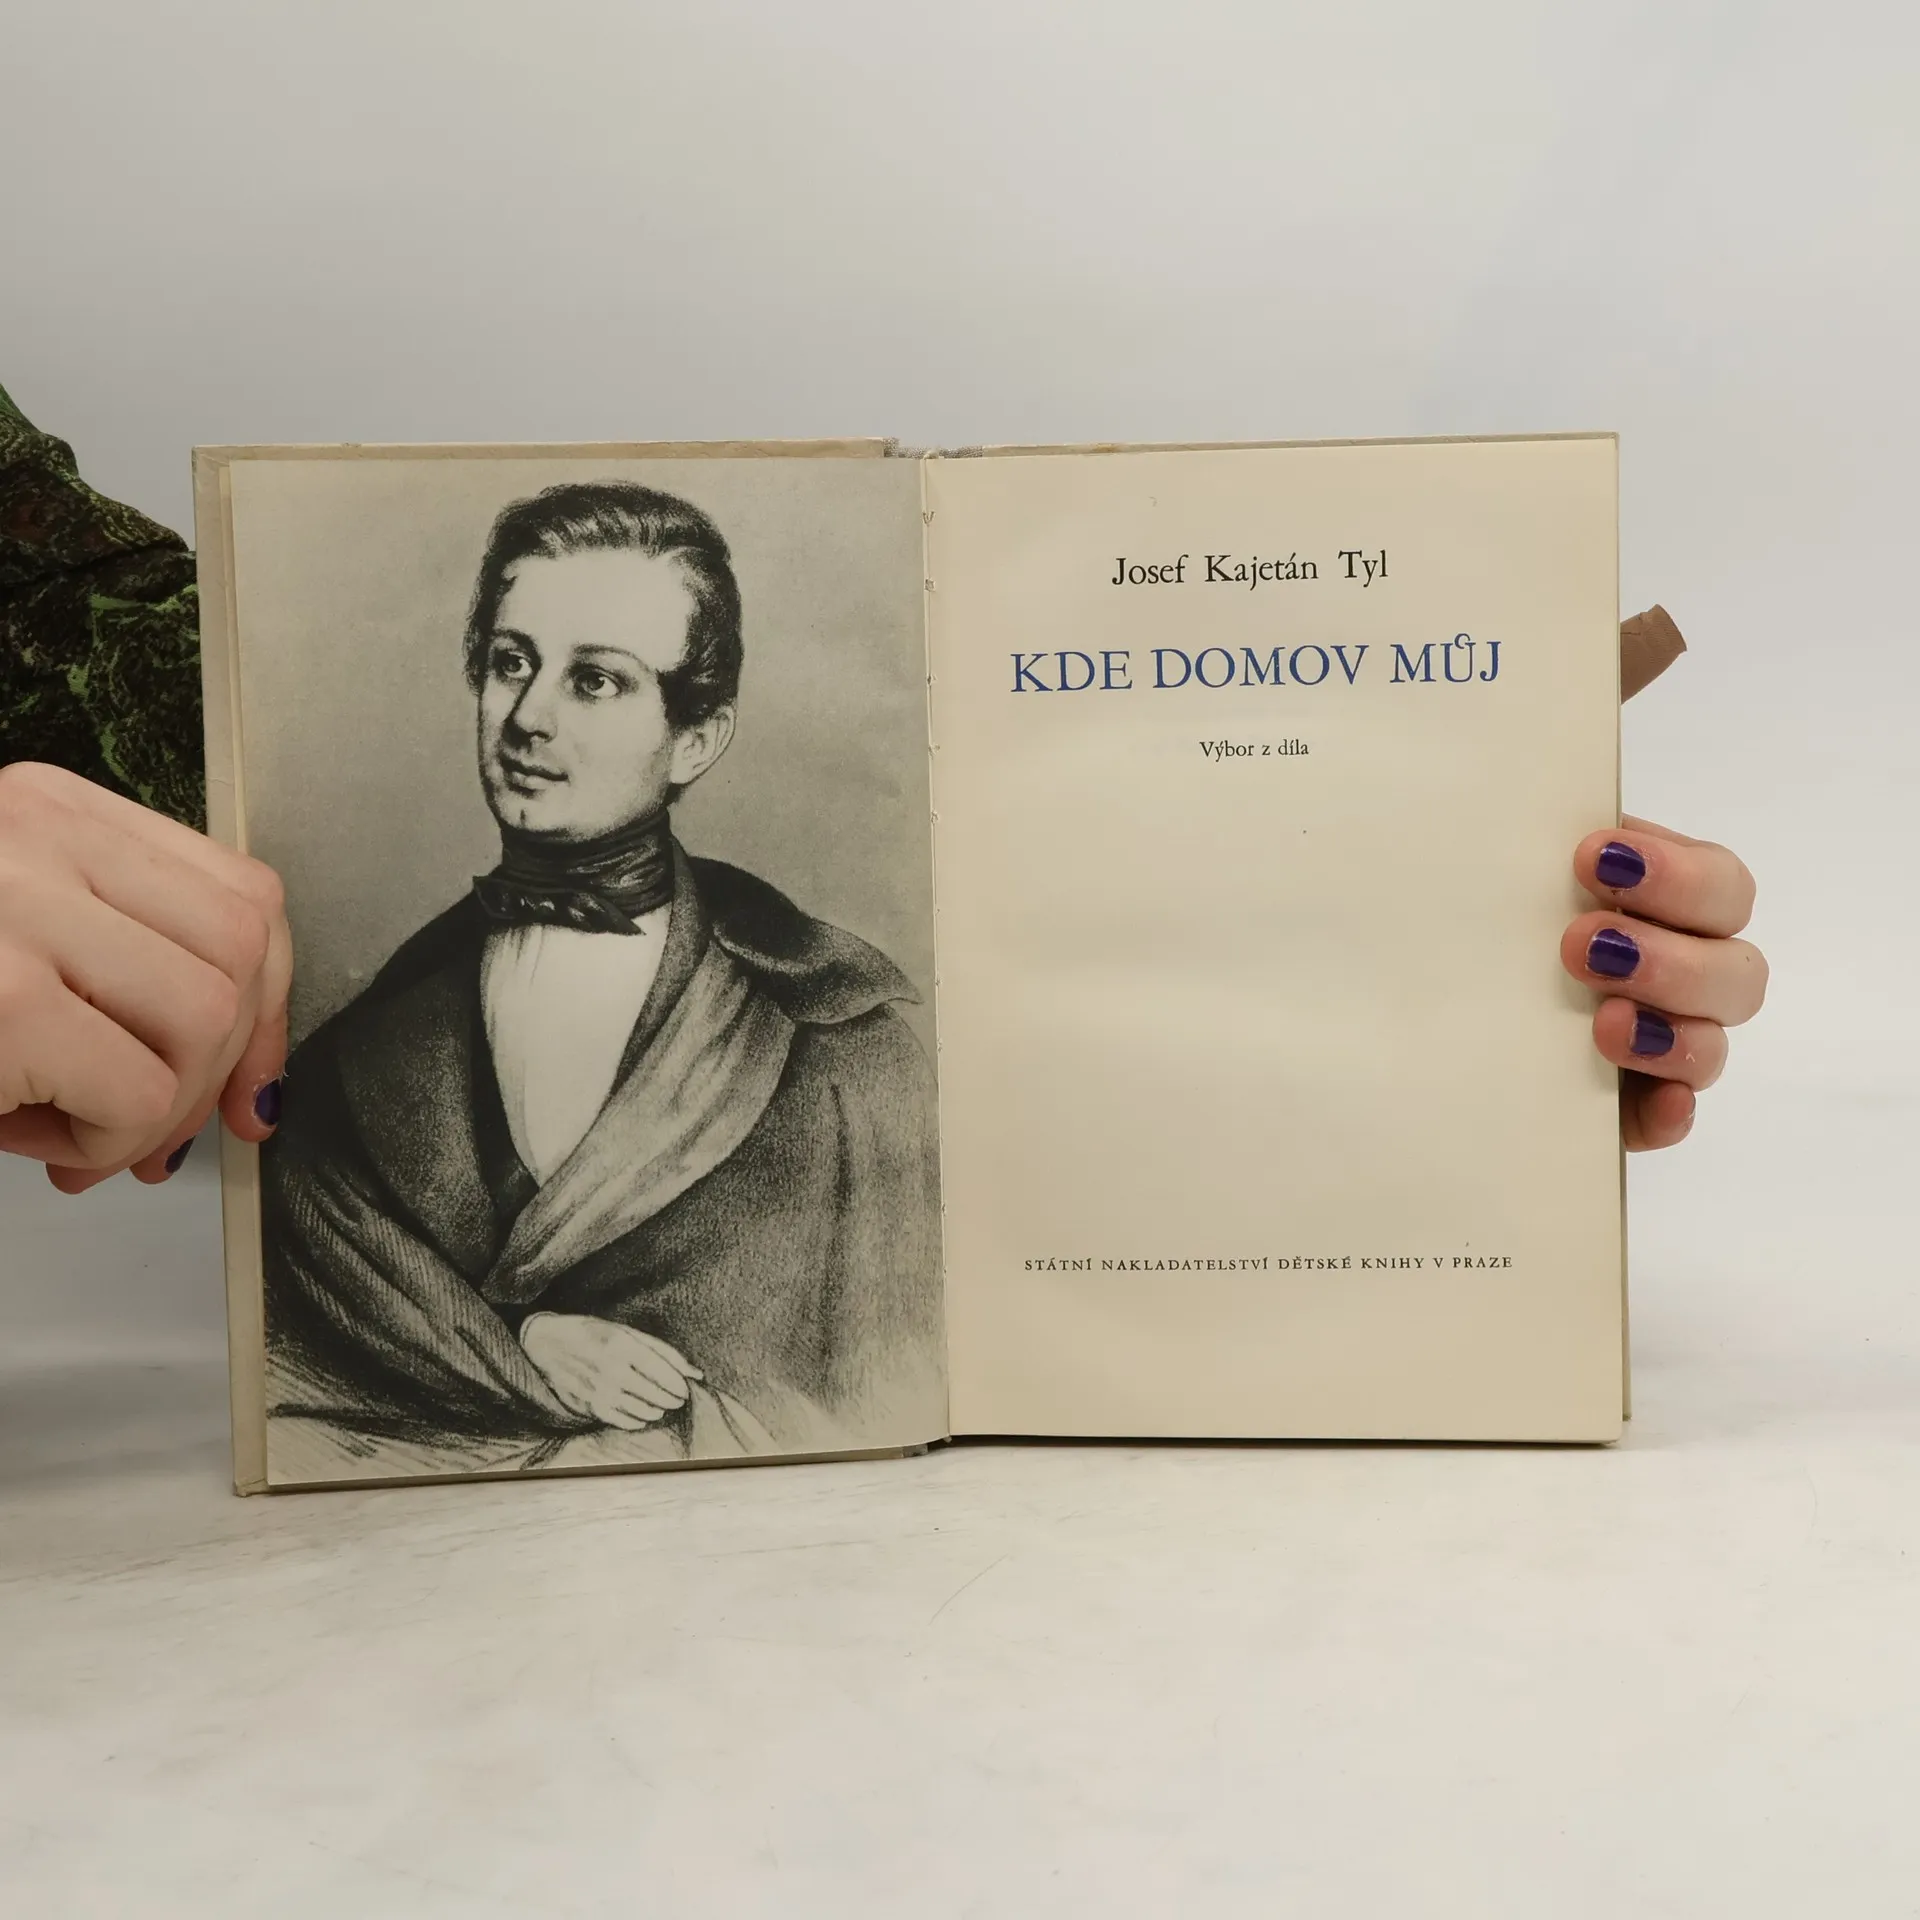 Josef Kajetán Tyl
KDE DOMOV MŮJ
Výbor z díla
STÁTNÍ NAKLADATELSTVÍ DĚTSKÉ KNIHY V PRAZE